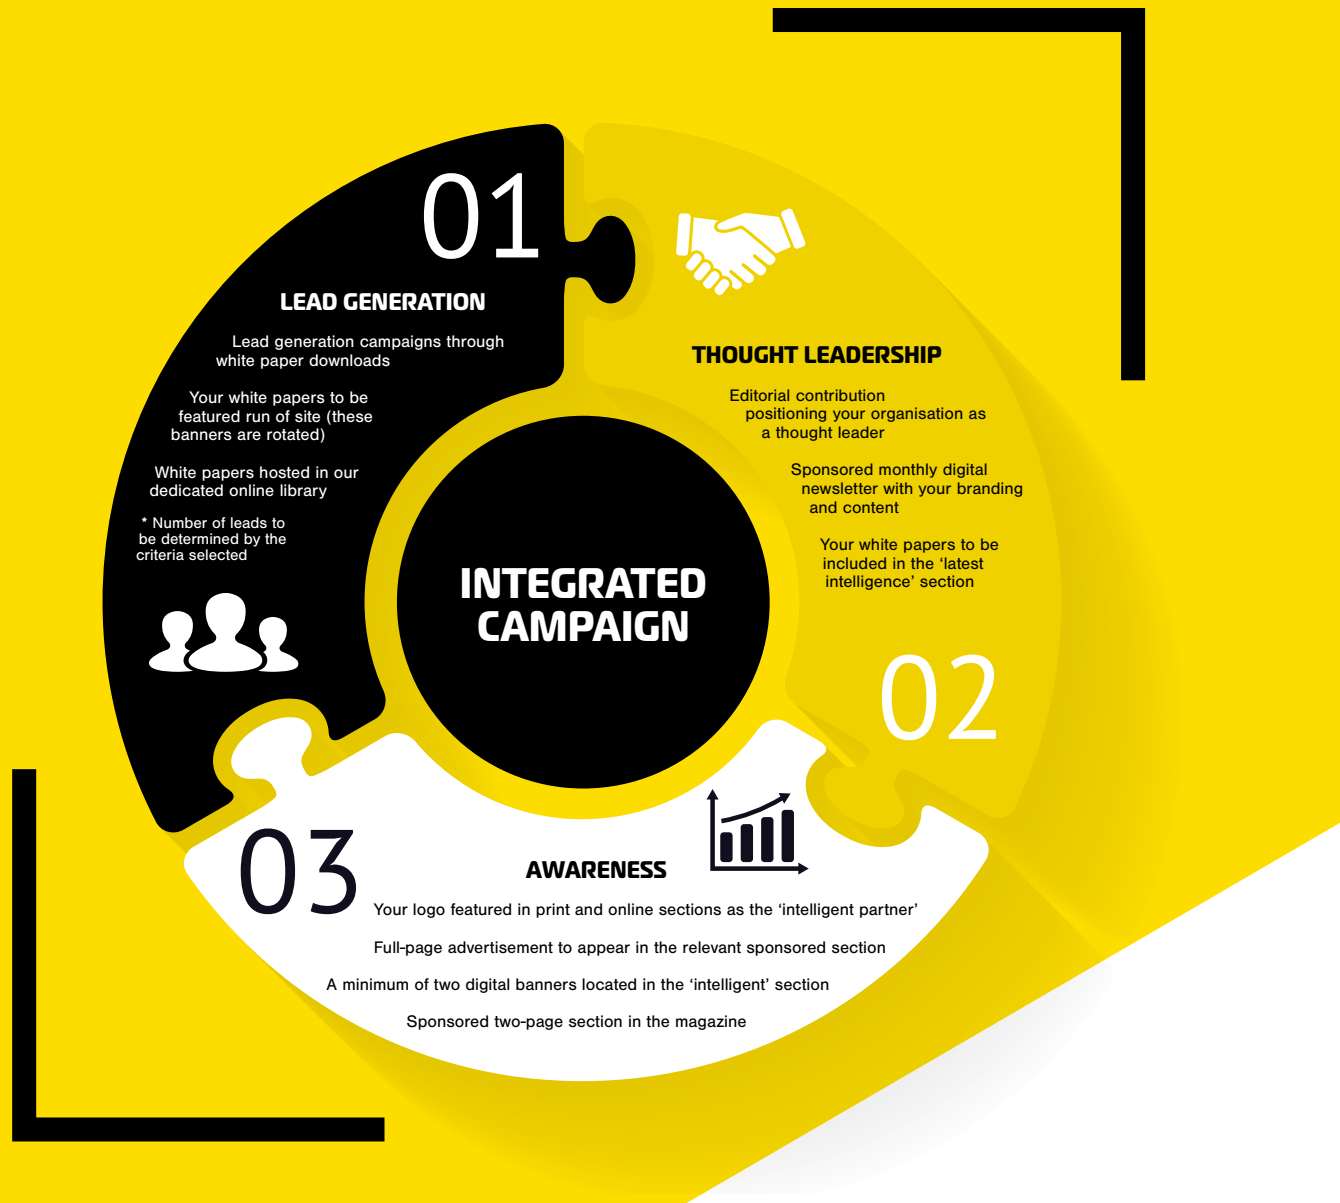 01
LEAD GENERATION
Lead generation campaigns through
white paper downloads
Your white papers to be
featured run of site (these
banners are rotated)
White papers hosted in our
dedicated online library
* Number of leads to
be determined by the
criteria selected
THOUGHT LEADERSHIP
Editorial contribution
positioning your organisation as
a thought leader
Sponsored monthly digital
newsletter with your branding
and content
Your white papers to be
included in the ‘latest
intelligence’ section
02
INTEGRATED
CAMPAIGN
03
AWARENESS
Your logo featured in print and online sections as the ‘intelligent partner’
Full-page advertisement to appear in the relevant sponsored section
A minimum of two digital banners located in the ‘intelligent’ section
Sponsored two-page section in the magazine